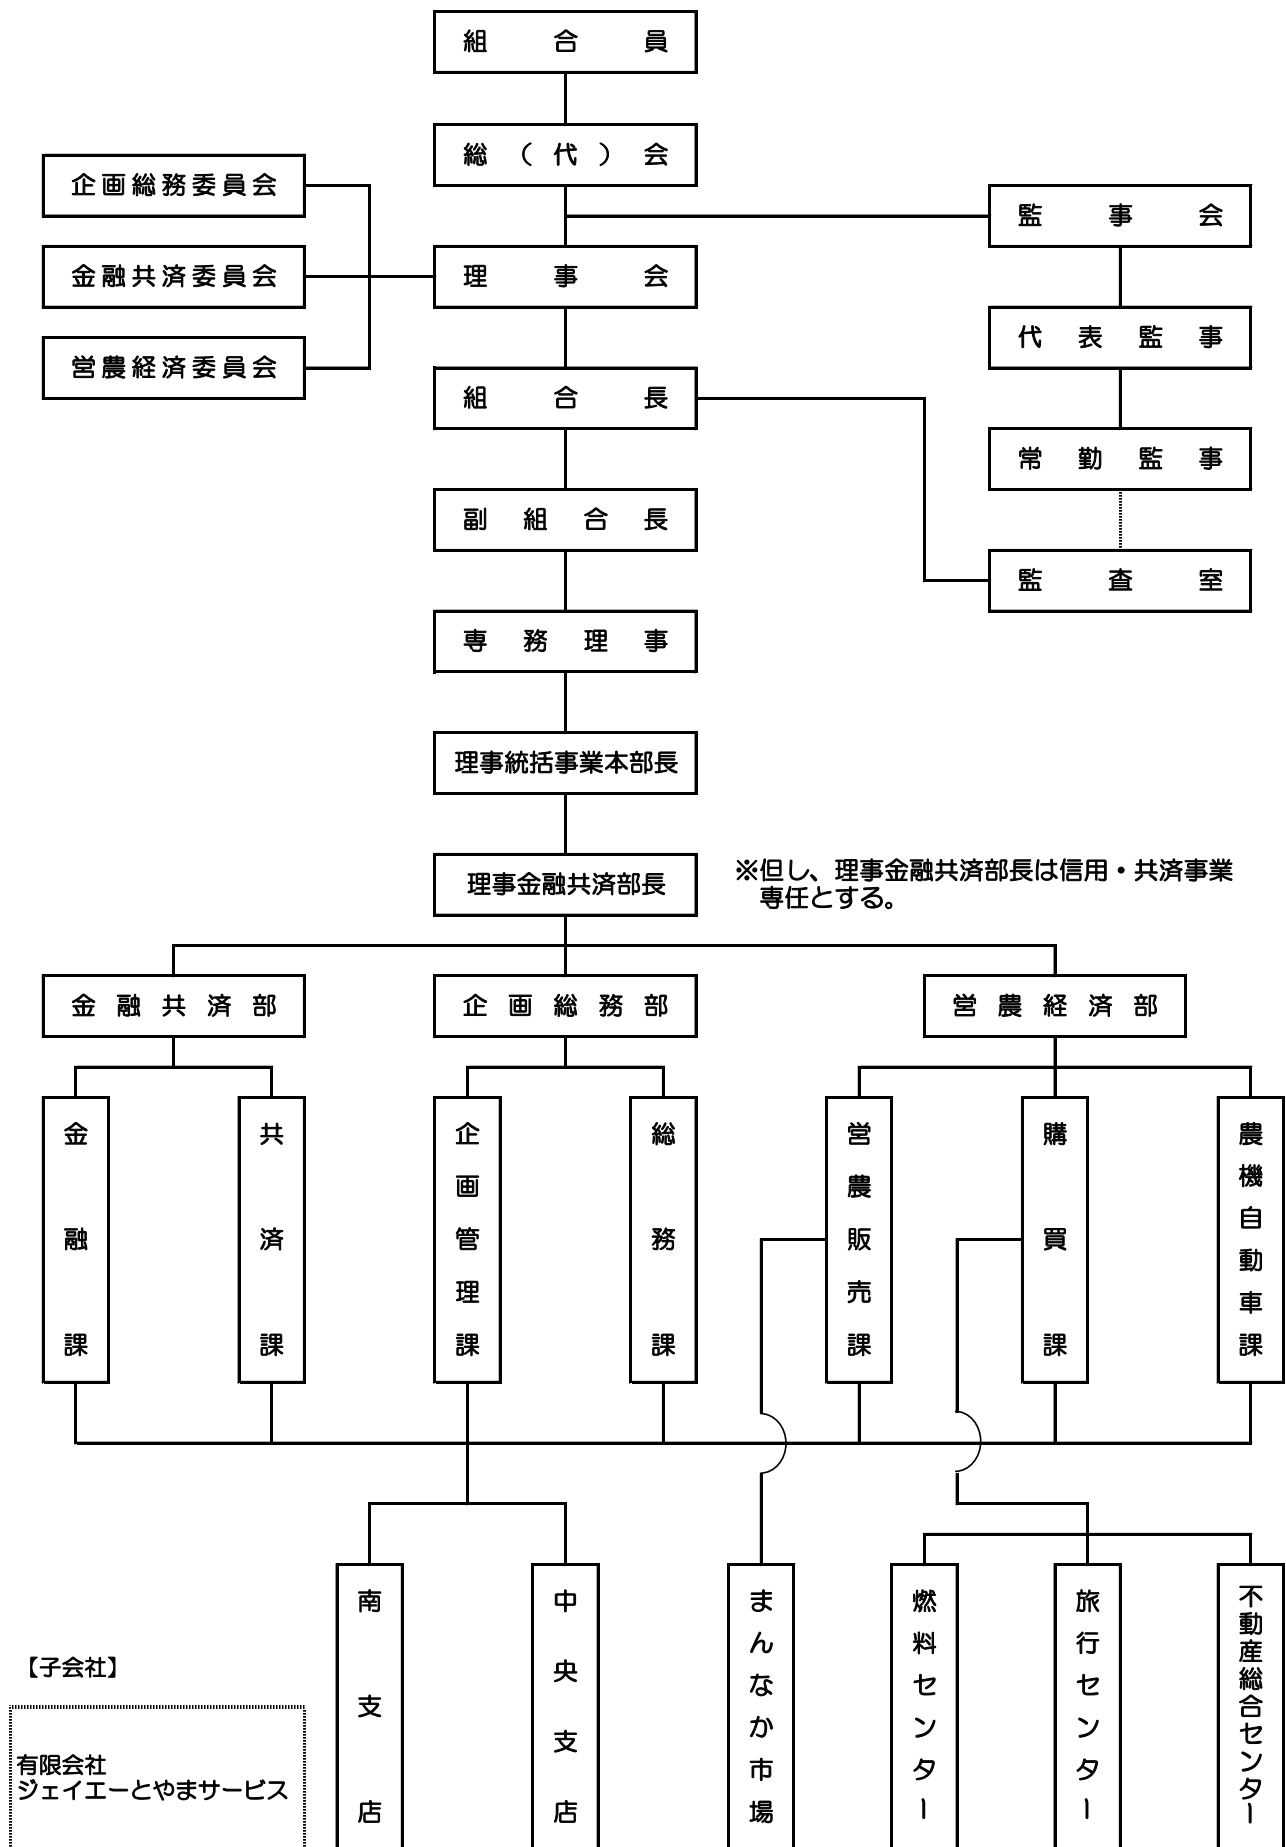 組合員
総（代）会
企画総務委員会
監事会
金融共済委員会
理事会
代表監事
営農経済委員会
組合長
常勤監事
副組合長
監査室
専務理事
理事統括事業本部長
理事金融共済部長
※但し、理事金融共済部長は信用・共済事業
専任とする。
金融共済部
企画総務部
営農経済部
金融課
共済課
企画管理課
総務課
営農販売課
購買課
農機自動車課
南支店
中央支店
まんなか市場
燃料センター
旅行センター
不動産総合センター
【子会社】
有限会社
ジェイエーとやまサービス